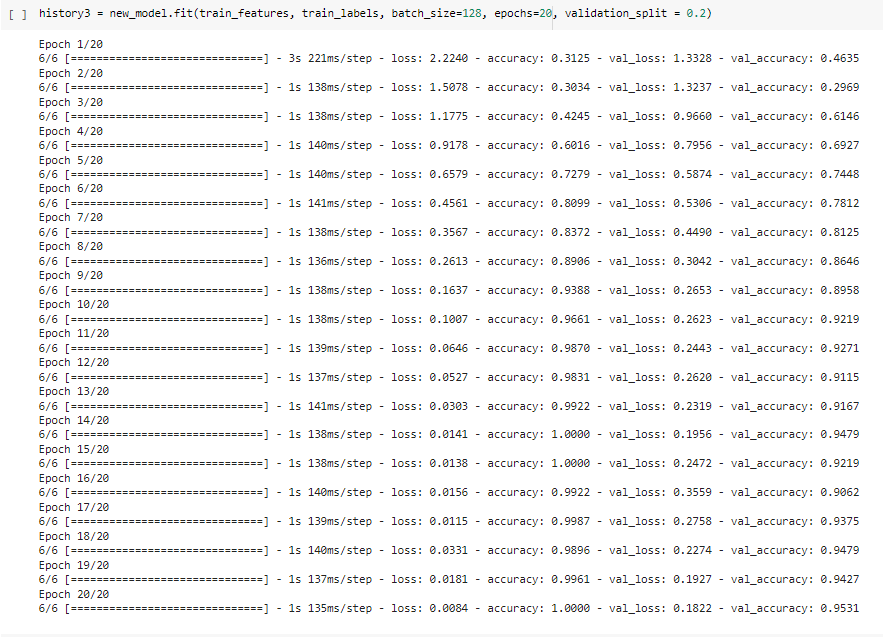 [ ] history3 = new_model.fit(train_features, train_labels, batch_size=128, epochs=20, validation_split = 0.2)
Epoch 1/20
6/6 [==============================] - 3s 221ms/step - loss: 2.2240 - accuracy: 0.3125 - val_loss: 1.3328 - val_accuracy: 0.4635
Epoch 2/20
6/6 [==============================] - 1s 138ms/step - loss: 1.5078 - accuracy: 0.3034 - val_loss: 1.3237 - val_accuracy: 0.2969
Epoch 3/20
6/6 [==============================] - 1s 138ms/step - loss: 1.1775 - accuracy: 0.4245 - val_loss: 0.9660 - val_accuracy: 0.6146
Epoch 4/20
6/6 [==============================] - 1s 140ms/step - loss: 0.9178 - accuracy: 0.6016 - val_loss: 0.7956 - val_accuracy: 0.6927
Epoch 5/20
6/6 [==============================] - 1s 140ms/step - loss: 0.6579 - accuracy: 0.7279 - val_loss: 0.5874 - val_accuracy: 0.7448
Epoch 6/20
6/6 [==============================] - 1s 141ms/step - loss: 0.4561 - accuracy: 0.8099 - val_loss: 0.5306 - val_accuracy: 0.7812
Epoch 7/20
6/6 [==============================] - 1s 138ms/step - loss: 0.3567 - accuracy: 0.8372 - val_loss: 0.4490 - val_accuracy: 0.8125
Epoch 8/20
6/6 [==============================] - 1s 136ms/step - loss: 0.2613 - accuracy: 0.8906 - val_loss: 0.3042 - val_accuracy: 0.8646
Epoch 9/20
6/6 [==============================] - 1s 138ms/step - loss: 0.1637 - accuracy: 0.9388 - val_loss: 0.2653 - val_accuracy: 0.8958
Epoch 10/20
6/6 [==============================] - 1s 138ms/step - loss: 0.1007 - accuracy: 0.9661 - val_loss: 0.2623 - val_accuracy: 0.9219
Epoch 11/20
6/6 [==============================] - 1s 139ms/step - loss: 0.0646 - accuracy: 0.9870 - val_loss: 0.2443 - val_accuracy: 0.9271
Epoch 12/20
6/6 [==============================] - 1s 137ms/step - loss: 0.0527 - accuracy: 0.9831 - val_loss: 0.2620 - val_accuracy: 0.9115
Epoch 13/20
6/6 [==============================] - 1s 141ms/step - loss: 0.0303 - accuracy: 0.9922 - val_loss: 0.2319 - val_accuracy: 0.9167
Epoch 14/20
6/6 [==============================] - 1s 138ms/step - loss: 0.0141 - accuracy: 1.0000 - val_loss: 0.1956 - val_accuracy: 0.9479
Epoch 15/20
6/6 [==============================] - 1s 138ms/step - loss: 0.0138 - accuracy: 1.0000 - val_loss: 0.2472 - val_accuracy: 0.9219
Epoch 16/20
6/6 [==============================] - 1s 140ms/step - loss: 0.0156 - accuracy: 0.9922 - val_loss: 0.3559 - val_accuracy: 0.9062
Epoch 17/20
6/6 [==============================] - 1s 139ms/step - loss: 0.0115 - accuracy: 0.9987 - val_loss: 0.2758 - val_accuracy: 0.9375
Epoch 18/20
6/6 [==============================] - 1s 140ms/step - loss: 0.0331 - accuracy: 0.9896 - val_loss: 0.2274 - val_accuracy: 0.9479
Epoch 19/20
6/6 [==============================] - 1s 137ms/step - loss: 0.0181 - accuracy: 0.9961 - val_loss: 0.1927 - val_accuracy: 0.9427
Epoch 20/20
6/6 [==============================] - 1s 135ms/step - loss: 0.0084 - accuracy: 1.0000 - val_loss: 0.1822 - val_accuracy: 0.9531